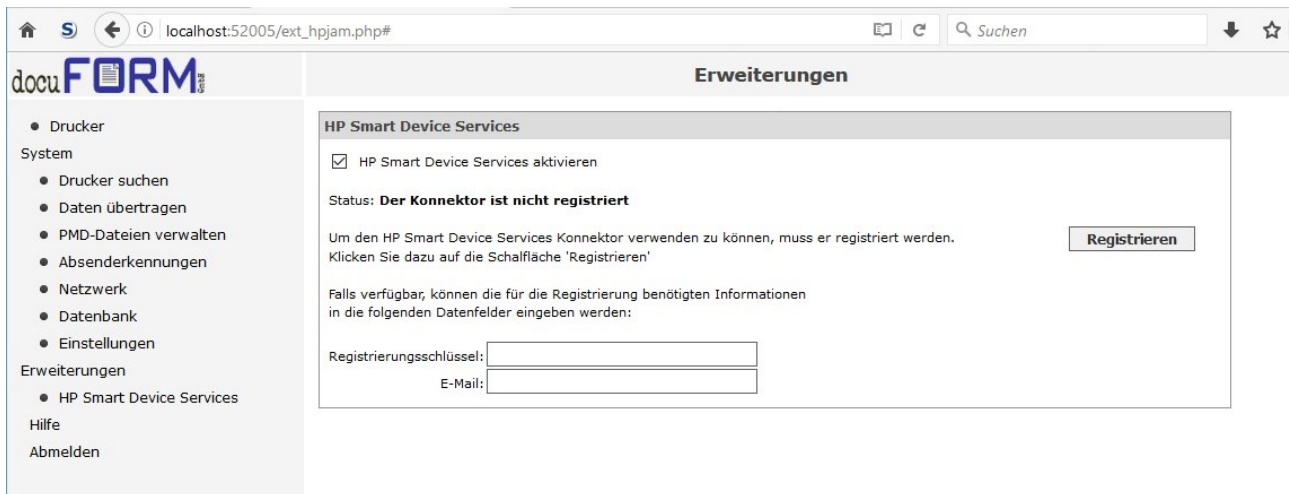 S)
localhost:52005/ext_hpjam.php#
Suchen
docuFORM
Erweiterungen
Drucker
System
Drucker suchen
Daten übertragen
PMD-Dateien verwalten
Absenderkennungen
Netzwerk
Datenbank
Einstellungen
Erweiterungen
HP Smart Device Services
Hilfe
Abmelden
HP Smart Device Services
HP Smart Device Services aktivieren
Status: Der Konnektor ist nicht registriert
Um den HP Smart Device Services Konnektor verwenden zu können, muss er registriert werden.
Klicken Sie dazu auf die Schalfläche 'Registrieren'
Registrieren
Falls verfügbar, können die für die Registrierung benötigten Informationen
in die folgenden Datenfelder eingeben werden:
Registrierungsschlüssel:
E-Mail: